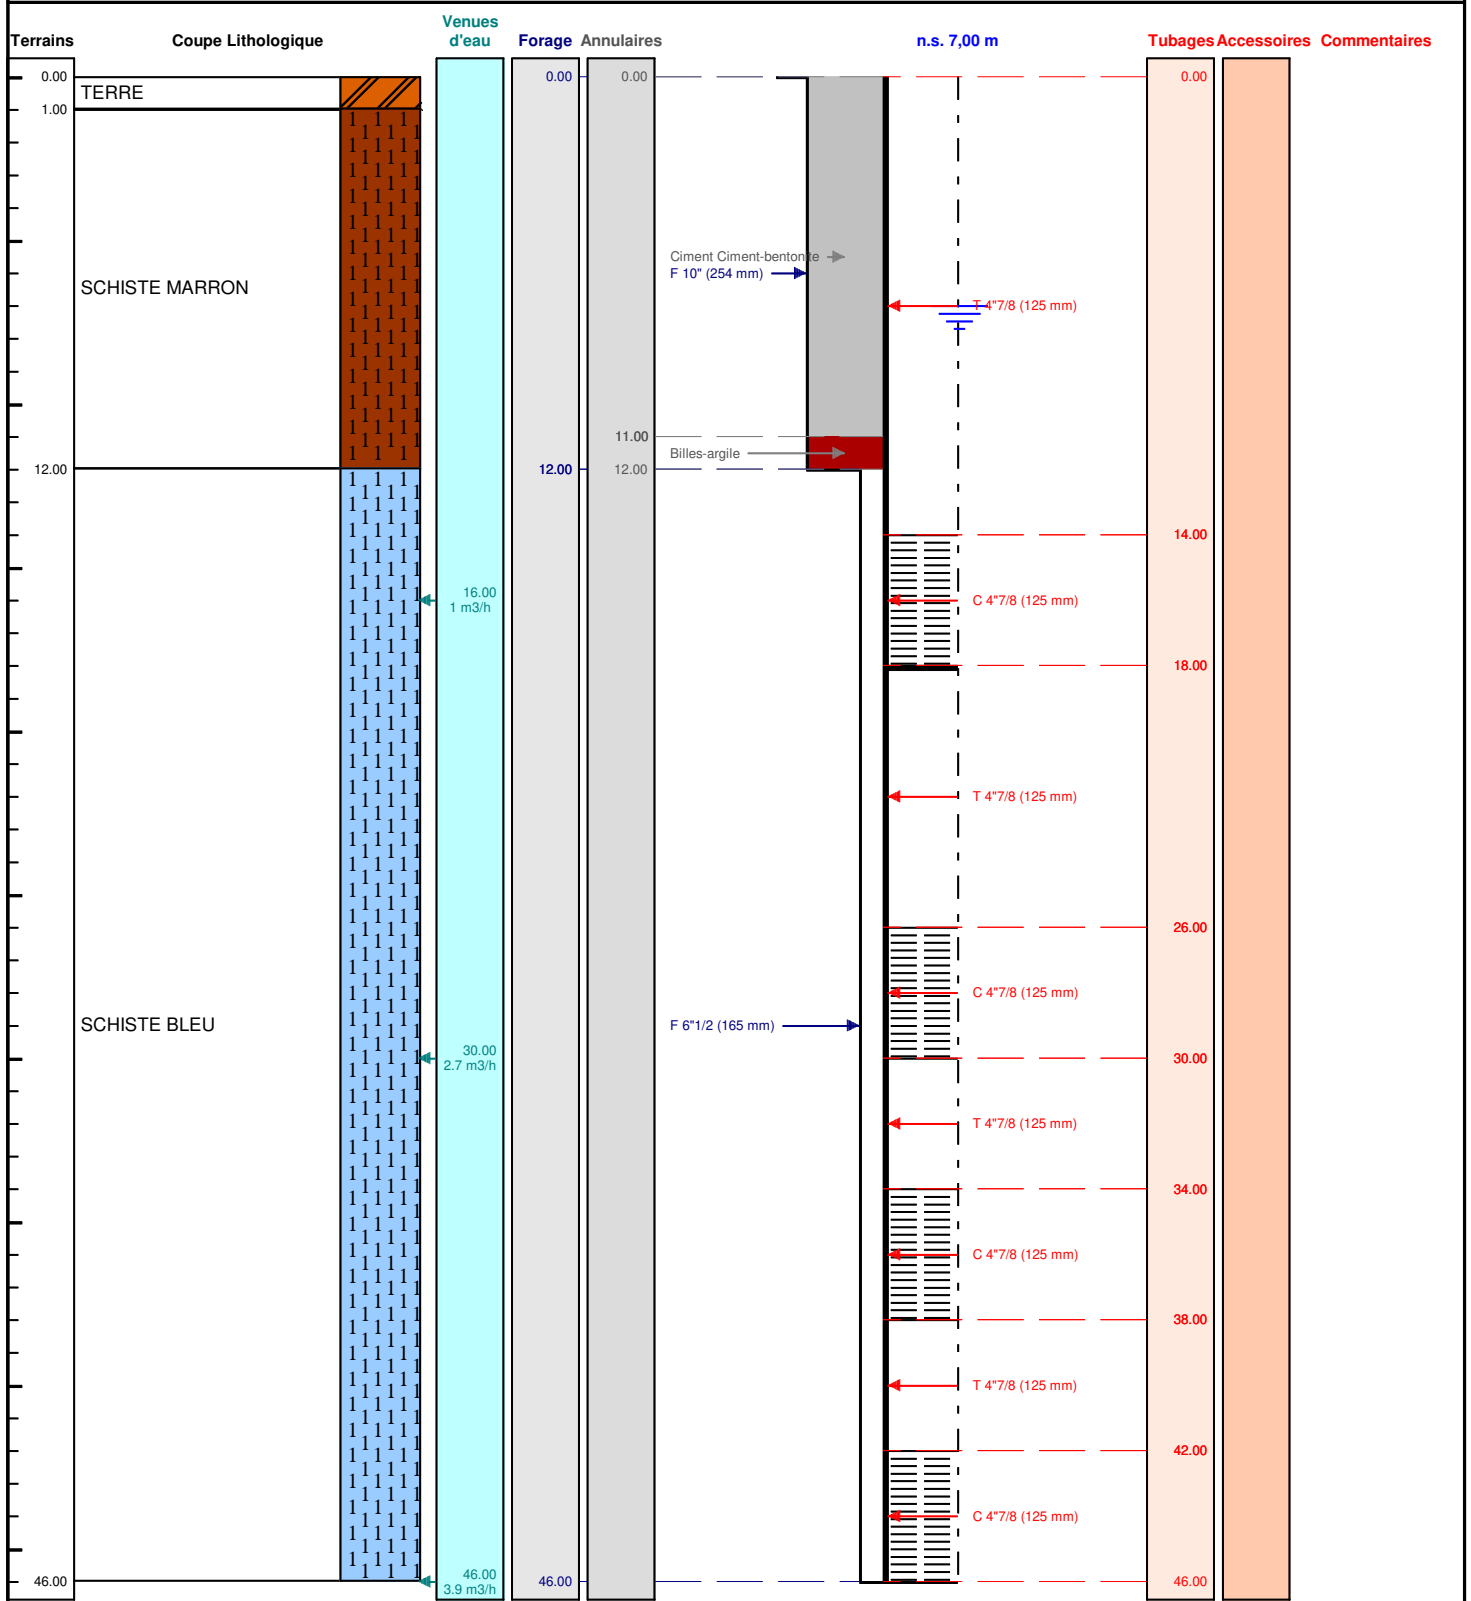 Terrains
Coupe Lithologique
Venues
d'eau
Forage
Annulaires
n.s. 7,00 m
Tubages
Accessoires
Commentaires
0.00
0.00
0.00
0.00
TERRE
1.00
Ciment Ciment-bentonite
F 10" (254 mm)
SCHISTE MARRON
T 4"7/8 (125 mm)
11.00
Billes-argile
12.00
12.00
12.00
14.00
16.00
1 m3/h
C 4"7/8 (125 mm)
18.00
T 4"7/8 (125 mm)
26.00
C 4"7/8 (125 mm)
SCHISTE BLEU
F 6"1/2 (165 mm)
30.00
2.7 m3/h
30.00
T 4"7/8 (125 mm)
34.00
C 4"7/8 (125 mm)
38.00
T 4"7/8 (125 mm)
42.00
C 4"7/8 (125 mm)
46.00
46.00
3.9 m3/h
46.00
46.00